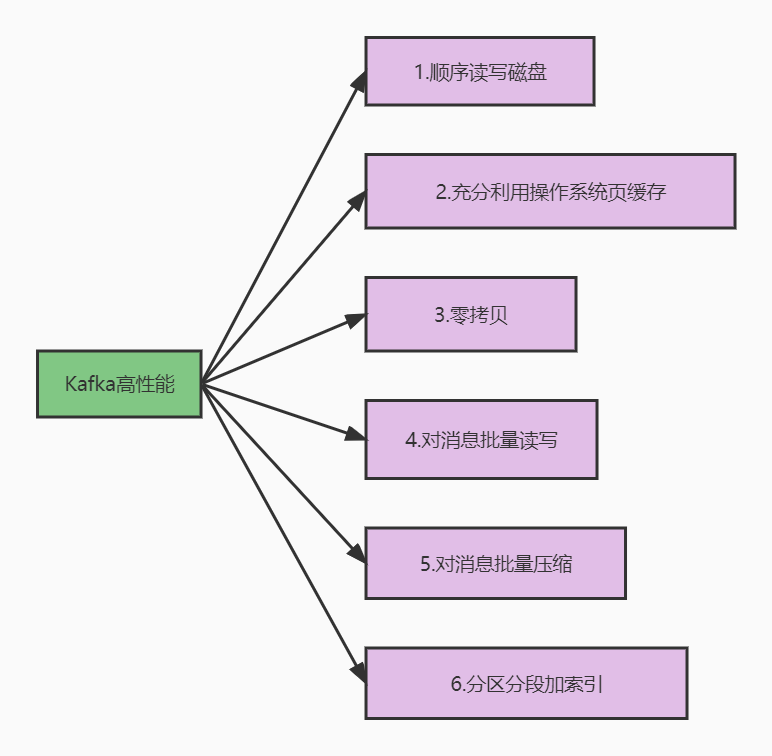 1.顺序读写磁盘
2.充分利用操作系统页缓存
3.零拷贝
Kafka高性能
4.对消息批量读写
5.对消息批量压缩
6.分区分段加索引